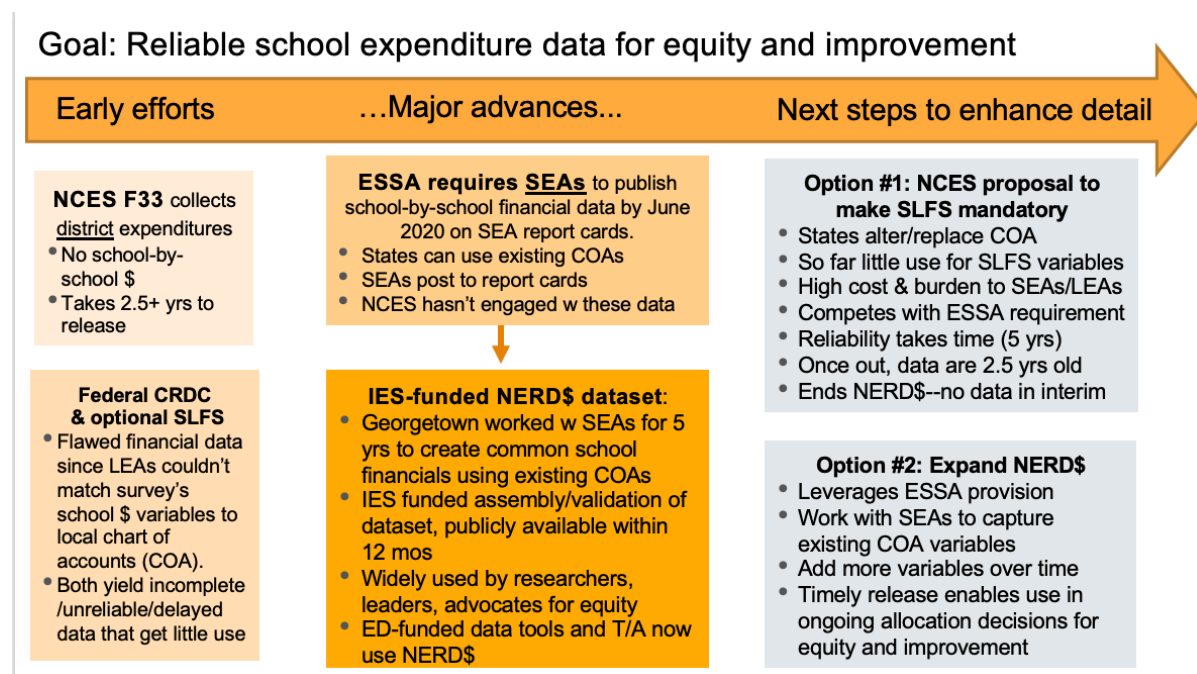 Goal: Reliable school expenditure data for equity and improvement
Early efforts
…Major advances...
Next steps to enhance detail
NCES F33 collects
district expenditures
• No school-by-
school $
• Takes 2.5+ yrs to
release
Federal CRDC
& optional SLFS
• Flawed financial data
since LEAs couldn't
match survey's
school $ variables to
local chart of
accounts (COA).
• Both yield incomplete
/unreliable/delayed
data that get little use
ESSA requires SEAs to publish
school-by-school financial data by June
2020 on SEA report cards.
• States can use existing COAs
• SEAs post to report cards
• NCES hasn't engaged w these data
IES-funded NERD$ dataset:
• Georgetown worked w SEAs for 5
yrs to create common school
financials using existing COAs
• IES funded assembly/validation of
dataset, publicly available within
12 mos
• Widely used by researchers,
leaders, advocates for equity
• ED-funded data tools and T/A now
use NERD$
Option #1: NCES proposal to
make SLFS mandatory
• States alter/replace COA
• So far little use for SLFS variables
• High cost & burden to SEAs/LEAs
• Competes with ESSA requirement
• Reliability takes time (5 yrs)
• Once out, data are 2.5 yrs old
• Ends NERD$--no data in interim
Option #2: Expand NERD$
• Leverages ESSA provision
• Work with SEAs to capture
existing COA variables
• Add more variables over time
• Timely release enables use in
ongoing allocation decisions for
equity and improvement